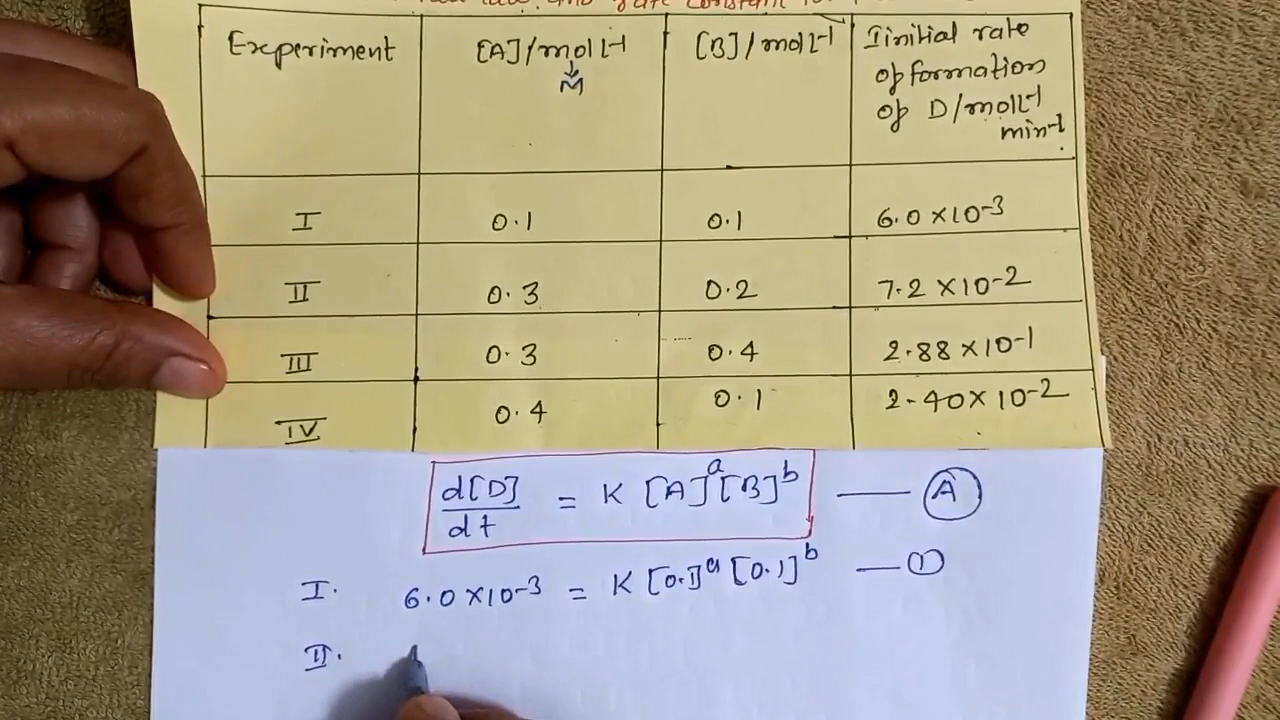 rate constant
Experiment [A]/mol L-1 [B]/mol L-1 Iinitial rate
M of formation
of D/mol L-1
min-1
I 0.1 0.1 6.0 × 10-3
II 0.3 0.2 7.2 × 10-2
III 0.3 0.4 2.88 × 10-1
IV 0.4 0.1 2.40 × 10-2
d[D]/dt = K [A]a [B]b — A
I. 6.0 × 10-3 = K [0.1]a [0.1]b — 1
II.